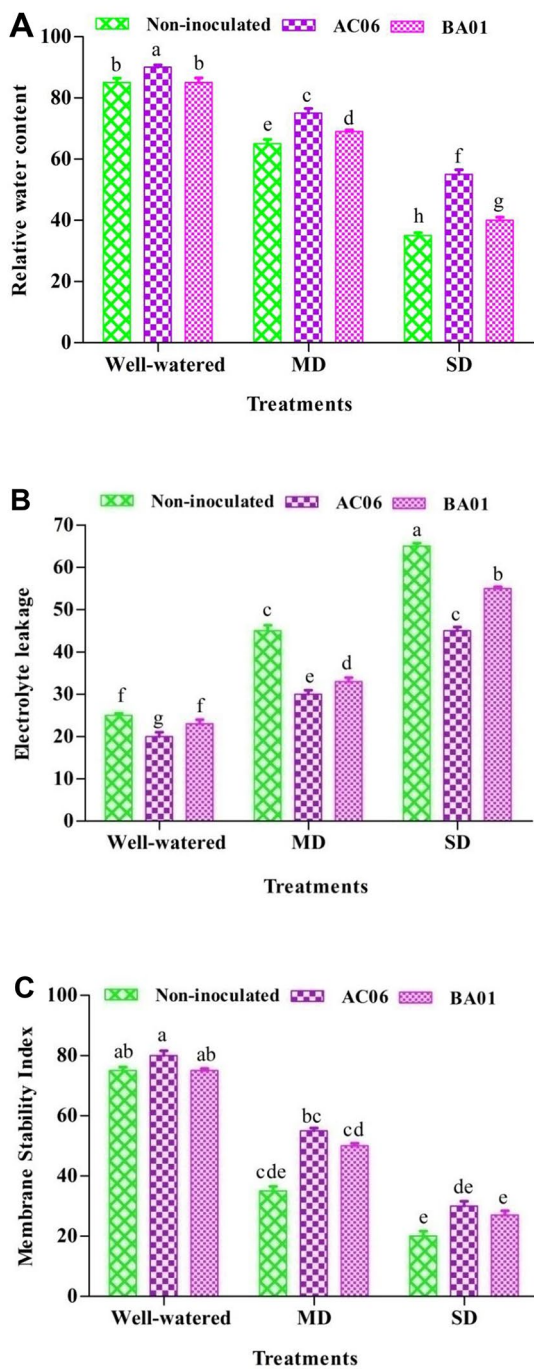 A
Non-inoculated AC06 BA01
100
80
60
40
20
0
Relative water content
b a b
e c d
h f g
Well-watered MD SD
Treatments
B
Non-inoculated AC06 BA01
70
60
50
40
30
20
10
0
Electrolyte leakage
f g f
c e d
a c b
Well-watered MD SD
Treatments
C
Non-inoculated AC06 BA01
100
80
60
40
20
0
Membrane Stability Index
ab a ab
cde bc cd
e de e
Well-watered MD SD
Treatments